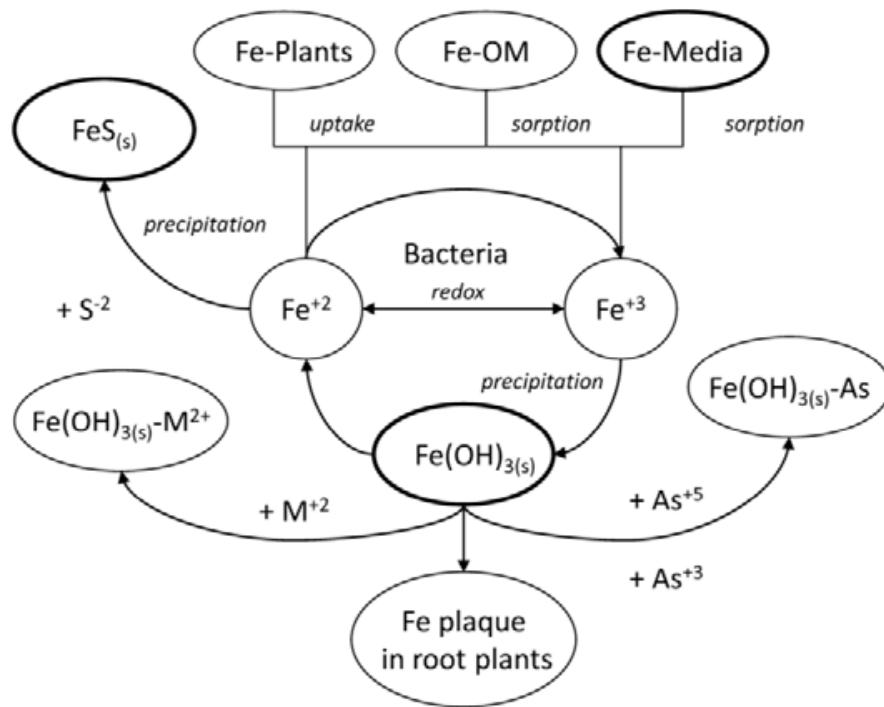 Fe-Plants
Fe-OM
Fe-Media
FeS(s)
uptake
sorption
sorption
precipitation
Bacteria
redox
+ S⁻²
Fe⁺²
Fe⁺³
precipitation
Fe(OH)₃(s)-M²⁺
Fe(OH)₃(s)
Fe(OH)₃(s)-As
+ M⁺²
+ As⁺⁵
+ As⁺³
Fe plaque
in root plants